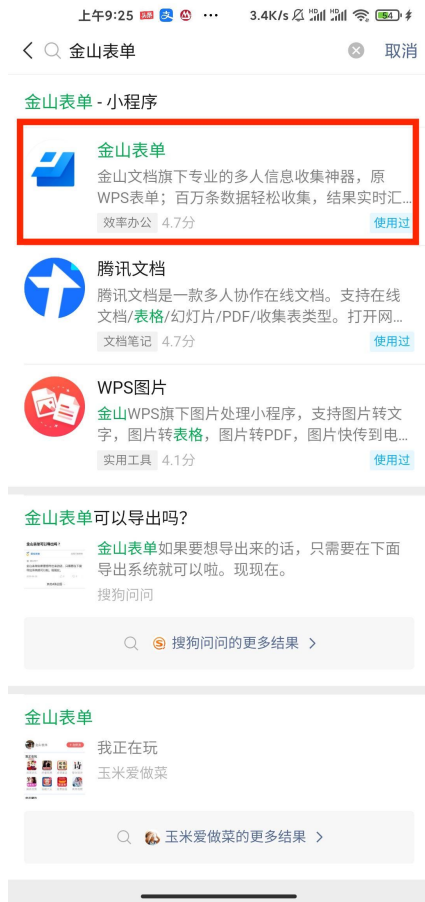 上午9:25
3.4K/s
54
金山表单
取消
金山表单 - 小程序
金山表单
金山文档旗下专业的多人信息收集神器，原
WPS表单；百万条数据轻松收集，结果实时汇...
效率办公 4.7分
使用过
腾讯文档
腾讯文档是一款多人协作在线文档。支持在线
文档/表格/幻灯片/PDF/收集表类型。打开网...
文档笔记 4.7分
使用过
WPS图片
金山WPS旗下图片处理小程序，支持图片转文
字，图片转表格，图片转PDF，图片快传到电...
实用工具 4.1分
使用过
金山表单可以导出吗？
金山表单如果要想导出来的话，只需要在下面
导出系统就可以啦。现现在。
搜狗问问
搜狗问问的更多结果
金山表单
我正在玩
玉米爱做菜
玉米爱做菜的更多结果